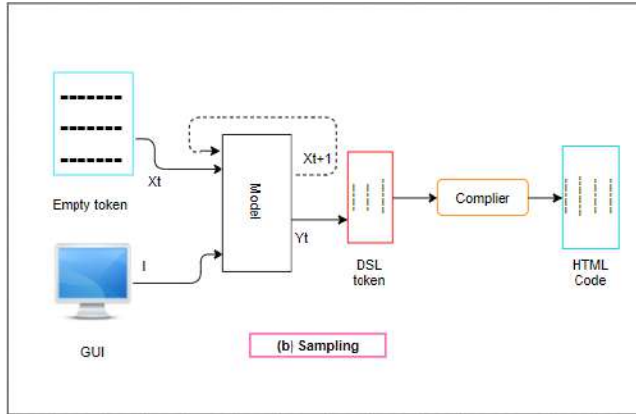 Empty token
Xt
GUI
I
Model
Xt+1
Yt
DSL
token
Complier
HTML
Code
(b| Sampling